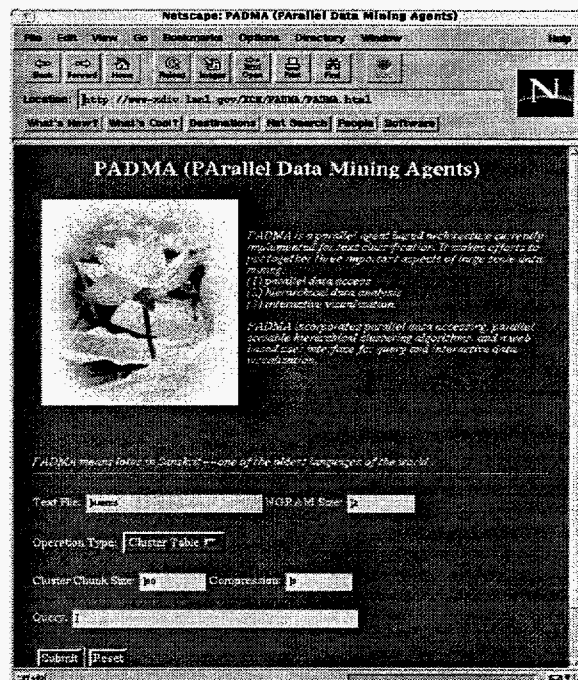 Netscape: PADMA (PArallel Data Mining Agents)
File Edit View Go Bookmarks Options Directory Window Help
Back Forward Home Reload Images Open Print Find
N
Location: http://www-xdiv.lanl.gov/XCM/PADMA/PADMA.html
What's New? What's Cool? Destinations Net Search People Software
PADMA (PArallel Data Mining Agents)
PADMA is a parallel agent based architecture currently
implemented for text classification. It makes efforts to
put together three important aspects of large scale data
mining:
(1) parallel data access
(2) hierarchical data analysis
(3) interactive visualization.
PADMA incorporates parallel data accessing, parallel
scalable hierarchical clustering algorithms, and a web
based user interface for query and interactive data
visualization.
PADMA means lotus in Sanskrit -- one of the oldest languages of the world.
Text File: NGRAM Size:
Operation Type: Cluster Table
Cluster Chunk Size: Compression:
Query:
Submit Reset